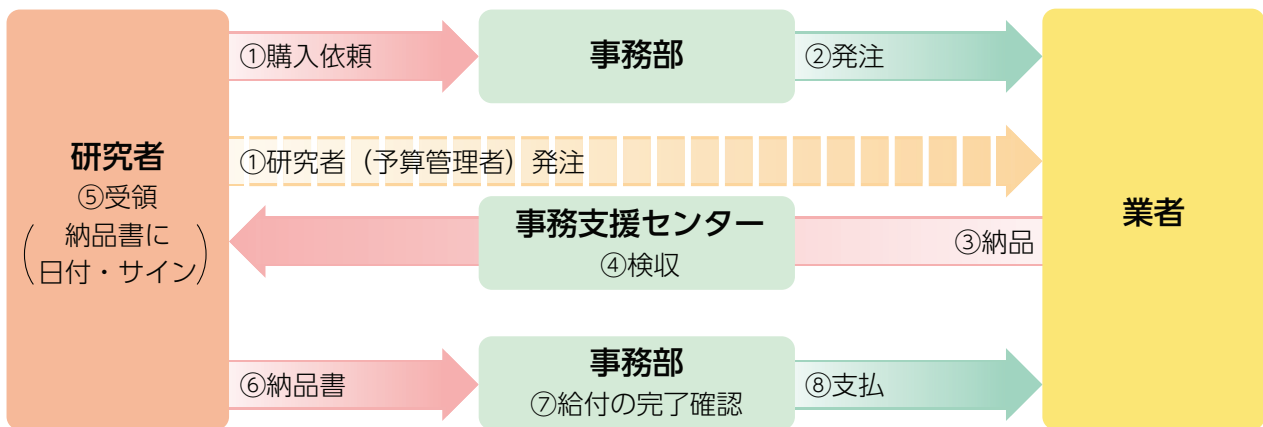 ①購入依頼
事務部
②発注
研究者
⑤受領
(納品書に
日付・サイン)
①研究者(予算管理者)発注
事務支援センター
④検収
③納品
業者
⑥納品書
事務部
⑦給付の完了確認
⑧支払